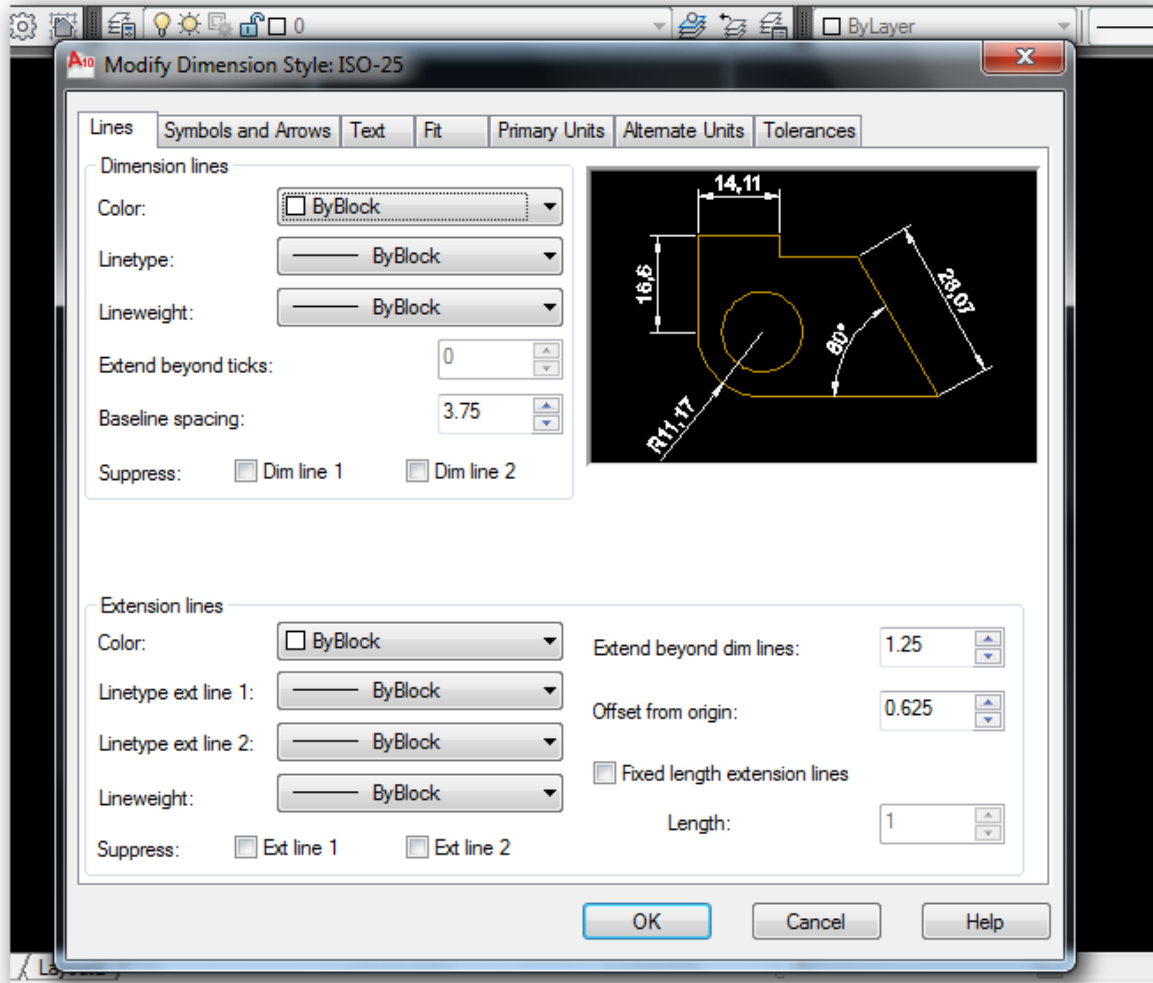 0
ByLayer
A10 Modify Dimension Style: ISO-25
X
Lines Symbols and Arrows Text Fit Primary Units Alternate Units Tolerances
Dimension lines
Color: ByBlock
Linetype: ByBlock
Lineweight: ByBlock
Extend beyond ticks: 0
Baseline spacing: 3.75
Suppress: Dim line 1 Dim line 2
14,11
16,6
28,07
60°
R11,17
Extension lines
Color: ByBlock
Linetype ext line 1: ByBlock
Linetype ext line 2: ByBlock
Lineweight: ByBlock
Suppress: Ext line 1 Ext line 2
Extend beyond dim lines: 1.25
Offset from origin: 0.625
Fixed length extension lines
Length: 1
OK Cancel Help